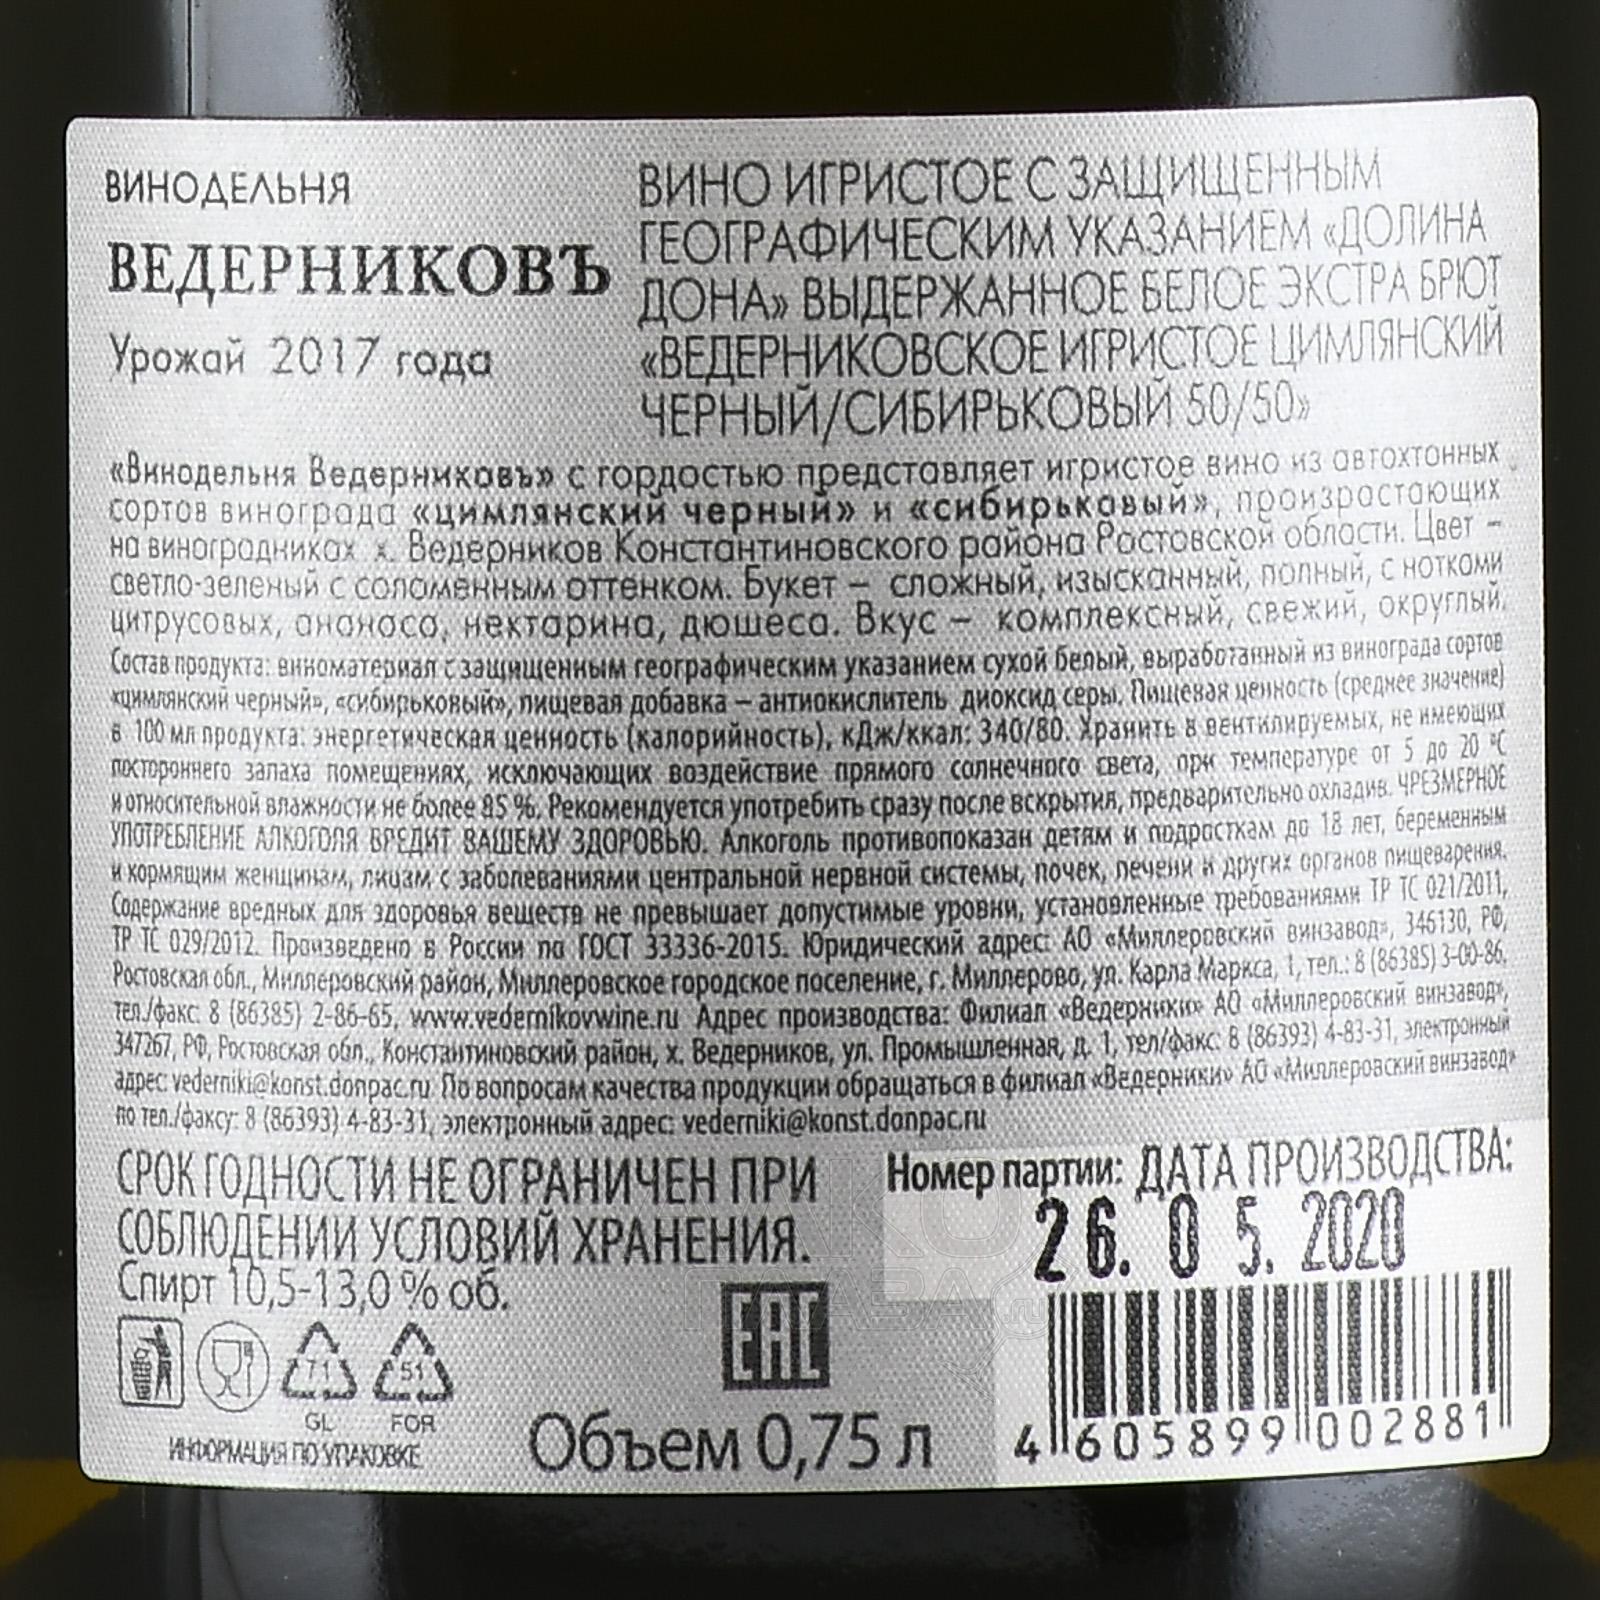 ВИНОДЕЛЬНЯ
ВЕДЕРНИКОВЪ
Урожай 2017 года
ВИНО ИГРИСТОЕ С ЗАЩИЩЕННЫМ
ГЕОГРАФИЧЕСКИМ УКАЗАНИЕМ «ДОЛИНА
ДОНА» ВЫДЕРЖАННОЕ БЕЛОЕ ЭКСТРА БРЮТ
«ВЕДЕРНИКОВСКОЕ ИГРИСТОЕ ЦИМЛЯНСКИЙ
ЧЕРНЫЙ/СИБИРЬКОВЫЙ 50/50»
«Винодельня Ведерниковъ» с гордостью представляет игристое вино из автохтонных
сортов винограда «цимлянский черный» и «сибирьковый», произрастающих
на виноградниках х. Ведерников Константиновского района Ростовской области. Цвет –
светло-зеленый с соломенным оттенком. Букет – сложный, изысканный, полный, с нотками
цитрусовых, ананаса, нектарина, дюшеса. Вкус – комплексный, свежий, округлый.
Состав продукта: виноматериал с защищенным географическим указанием сухой белый, выработанный из винограда сортов
«цимлянский черный», «сибирьковый», пищевая добавка – антиокислитель диоксид серы. Пищевая ценность (среднее значение)
в 100 мл продукта: энергетическая ценность (калорийность), кДж/ккал: 340/80. Хранить в вентилируемых, не имеющих
постороннего запаха помещениях, исключающих воздействие прямого солнечного света, при температуре от 5 до 20 °С
и относительной влажности не более 85 %. Рекомендуется употребить сразу после вскрытия, предварительно охладив. ЧРЕЗМЕРНОЕ
УПОТРЕБЛЕНИЕ АЛКОГОЛЯ ВРЕДИТ ВАШЕМУ ЗДОРОВЬЮ. Алкоголь противопоказан детям и подросткам до 18 лет, беременным
и кормящим женщинам, лицам с заболеваниями центральной нервной системы, почек, печени и других органов пищеварения.
Содержание вредных для здоровья веществ не превышает допустимые уровни, установленные требованиями ТР ТС 021/2011,
ТР ТС 029/2012. Произведено в России по ГОСТ 33336-2015. Юридический адрес: АО «Миллеровский винзавод», 346130, РФ,
Ростовская обл., Миллеровский район, Миллеровское городское поселение, г. Миллерово, ул. Карла Маркса, 1, тел.: 8 (86385) 3-00-86,
тел./факс: 8 (86385) 2-86-65, www.vedernikovwine.ru Адрес производства: Филиал «Ведерники» АО «Миллеровский винзавод»,
347267, РФ, Ростовская обл., Константиновский район, х. Ведерников, ул. Промышленная, д. 1, тел/факс: 8 (86393) 4-83-31, электронный
адрес: vederniki@konst.donpac.ru По вопросам качества продукции обращаться в филиал «Ведерники» АО «Миллеровский винзавод»
по тел./факсу: 8 (86393) 4-83-31, электронный адрес: vederniki@konst.donpac.ru
СРОК ГОДНОСТИ НЕ ОГРАНИЧЕН ПРИ
СОБЛЮДЕНИИ УСЛОВИЙ ХРАНЕНИЯ.
Спирт 10,5-13,0 % об.
Номер партии: ДАТА ПРОИЗВОДСТВА:
26. 05. 2020
71
GL
51
FOR
ИНФОРМАЦИЯ ПО УПАКОВКЕ
EAC
Объем 0,75 л
4 605899 002881